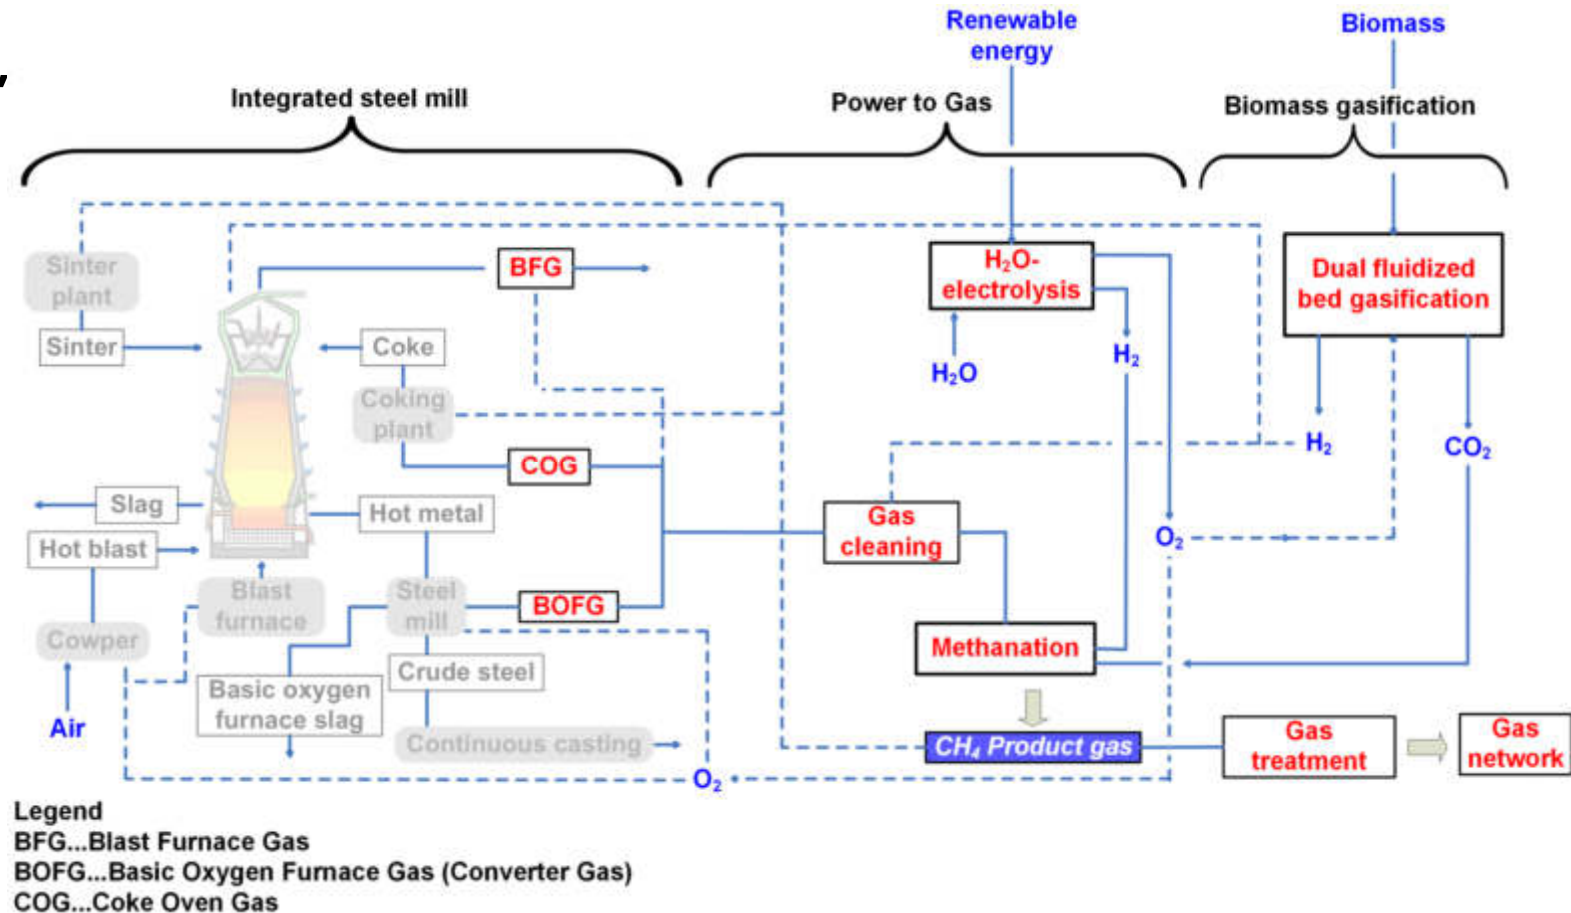 Renewable
energy
Biomass
Integrated steel mill
Power to Gas
Biomass gasification
Sinter
plant
BFG
H₂O-
electrolysis
Dual fluidized
bed gasification
Sinter
Coke
H₂O
H₂
Coking
plant
COG
H₂
CO₂
Slag
Hot metal
Gas
cleaning
Hot blast
O₂
Blast
furnace
Steel
mill
BOFG
Cowper
Methanation
Crude steel
Basic oxygen
furnace slag
Air
Continuous casting
CH₄ Product gas
Gas
treatment
Gas
network
O₂
Legend
BFG...Blast Furnace Gas
BOFG...Basic Oxygen Furnace Gas (Converter Gas)
COG...Coke Oven Gas